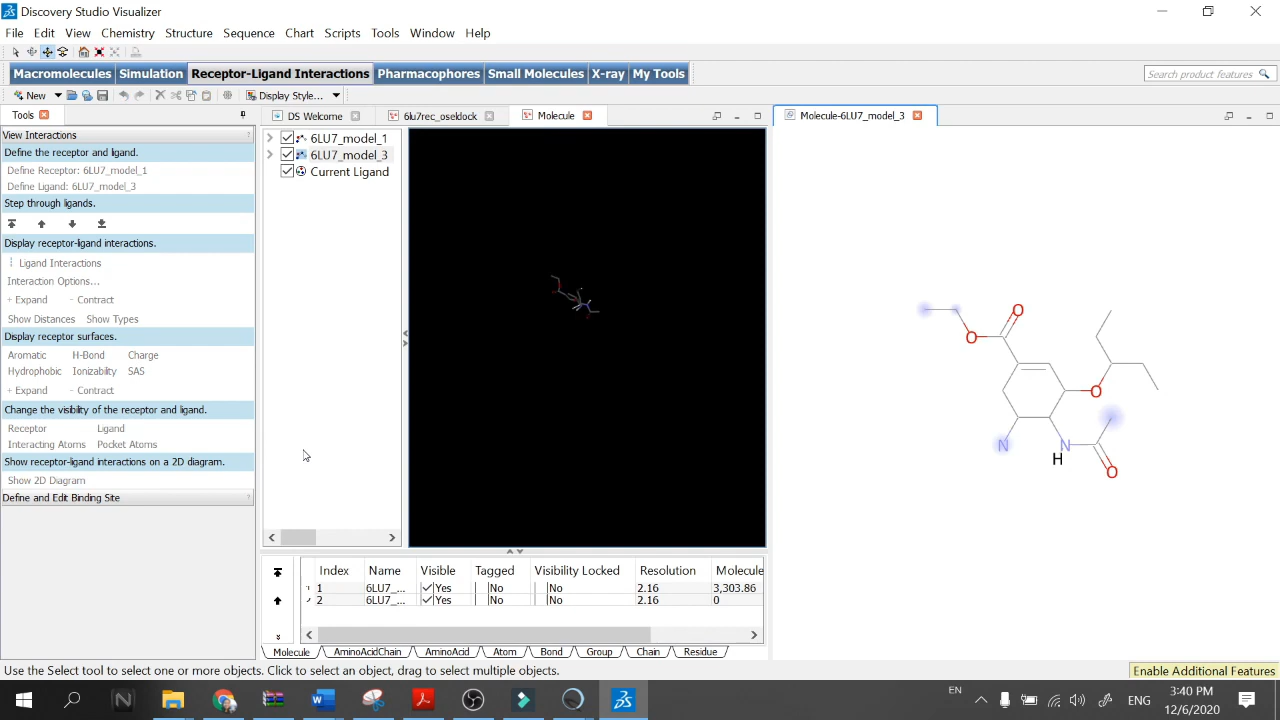 Discovery Studio Visualizer
File Edit View Chemistry Structure Sequence Chart Scripts Tools Window Help
Macromolecules Simulation Receptor-Ligand Interactions Pharmacophores Small Molecules X-ray My Tools Search product features
New Display Style...
Tools DS Welcome 6lu7rec_oseldock Molecule Molecule-6LU7_model_3
View Interactions
Define the receptor and ligand.
Define Receptor: 6LU7_model_1
Define Ligand: 6LU7_model_3
Step through ligands.
Display receptor-ligand interactions.
Ligand Interactions
Interaction Options...
+ Expand - Contract
Show Distances Show Types
Display receptor surfaces.
Aromatic H-Bond Charge
Hydrophobic Ionizability SAS
+ Expand - Contract
Change the visibility of the receptor and ligand.
Receptor Ligand
Interacting Atoms Pocket Atoms
Show receptor-ligand interactions on a 2D diagram.
Show 2D Diagram
Define and Edit Binding Site
6LU7_model_1
6LU7_model_3
Current Ligand
O
O
O
N
N
H
O
Index Name Visible Tagged Visibility Locked Resolution Molecule
1 6LU7_... Yes No No 2.16 3,303.86
2 6LU7_... Yes No No 2.16 0
Molecule AminoAcidChain AminoAcid Atom Bond Group Chain Residue
Use the Select tool to select one or more objects. Click to select an object, drag to select multiple objects. Enable Additional Features
EN ENG 3:40 PM
12/6/2020